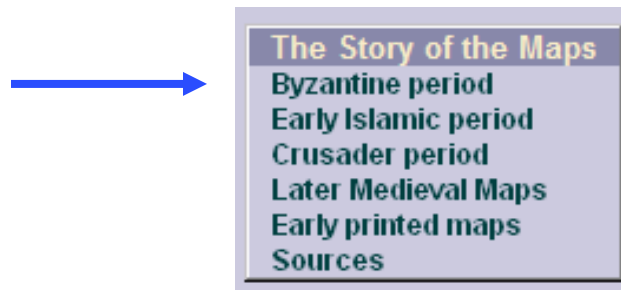 The Story of the Maps
Byzantine period
Early Islamic period
Crusader period
Later Medieval Maps
Early printed maps
Sources